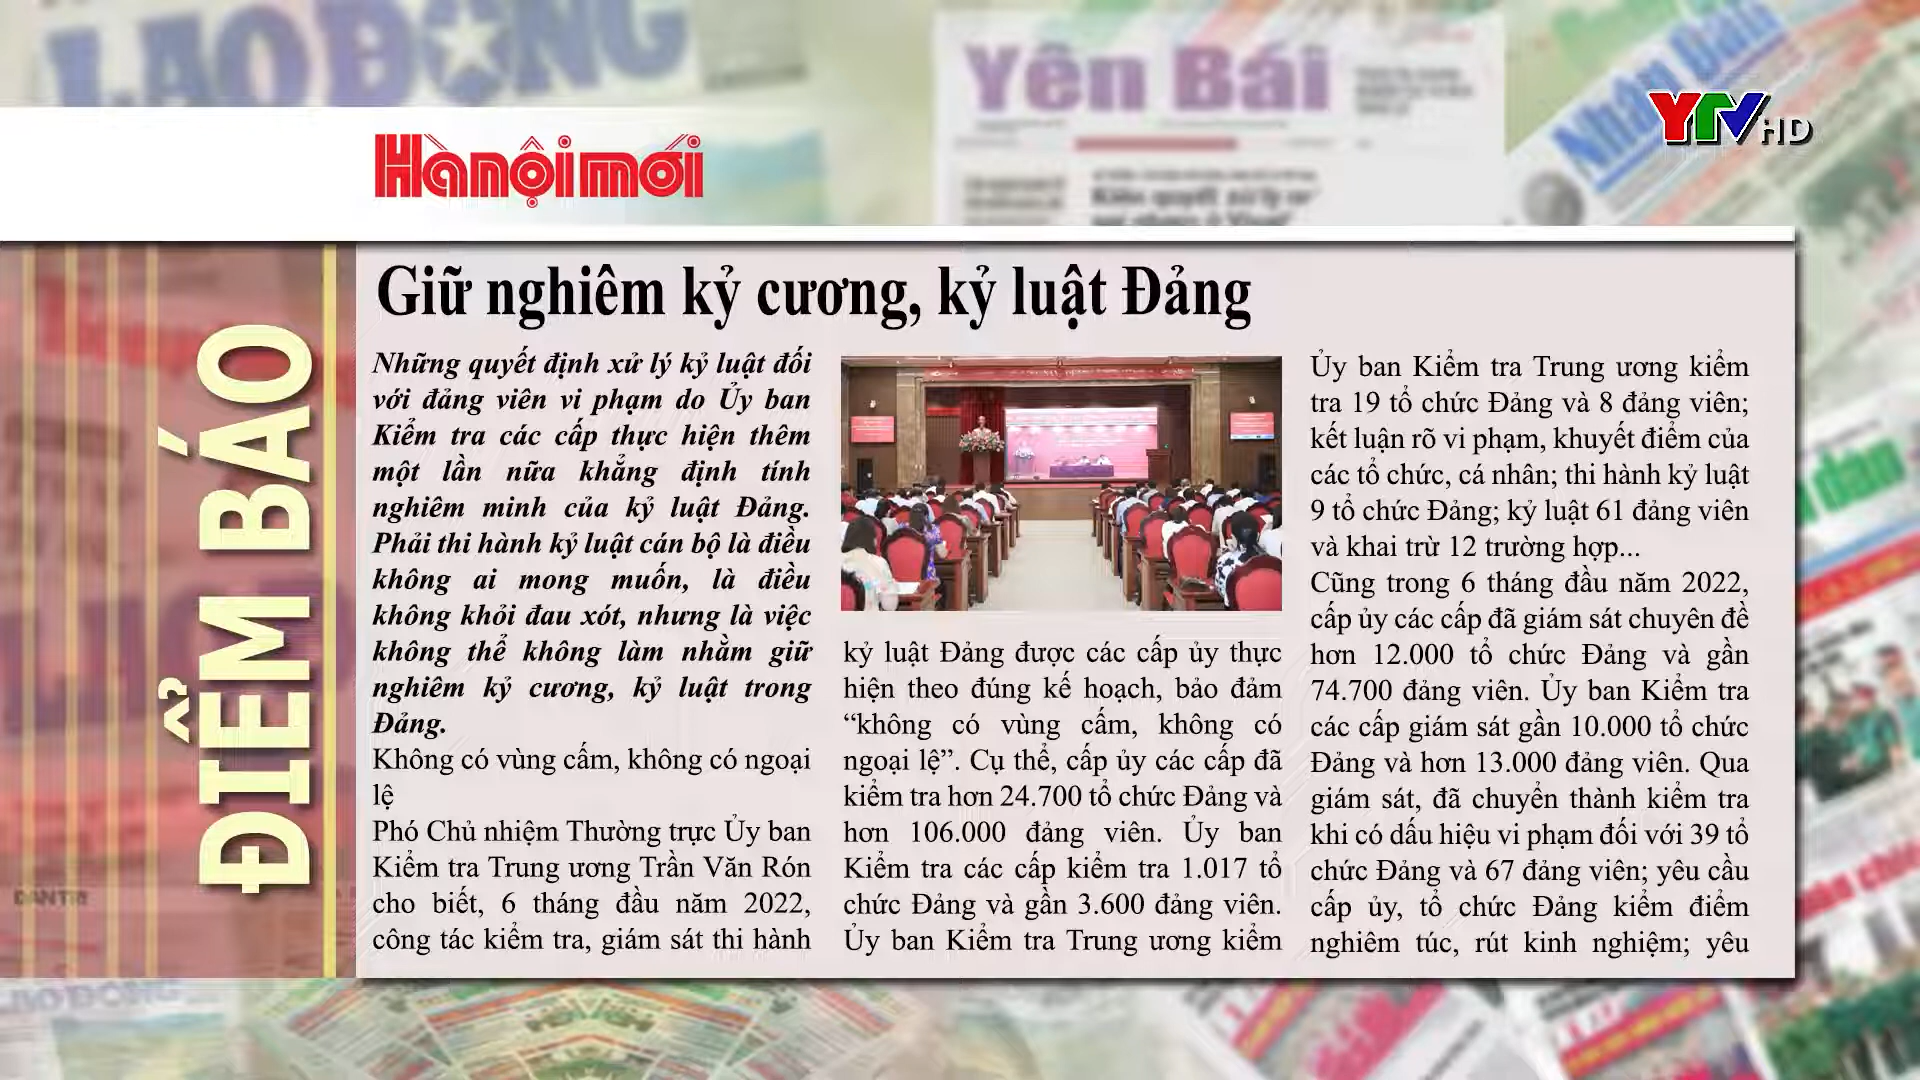 LAO ĐỘNG
Yên Bái
Nhân Dân
YTV HD
Hànộimới
ĐIỂM BÁO
Giữ nghiêm kỷ cương, kỷ luật Đảng
Những quyết định xử lý kỷ luật đối
với đảng viên vi phạm do Ủy ban
Kiểm tra các cấp thực hiện thêm
một lần nữa khẳng định tính
nghiêm minh của kỷ luật Đảng.
Phải thi hành kỷ luật cán bộ là điều
không ai mong muốn, là điều
không khỏi đau xót, nhưng là việc
không thể không làm nhằm giữ
nghiêm kỷ cương, kỷ luật trong
Đảng.
Không có vùng cấm, không có ngoại
lệ
Phó Chủ nhiệm Thường trực Ủy ban
Kiểm tra Trung ương Trần Văn Rón
cho biết, 6 tháng đầu năm 2022,
công tác kiểm tra, giám sát thi hành
kỷ luật Đảng được các cấp ủy thực
hiện theo đúng kế hoạch, bảo đảm
“không có vùng cấm, không có
ngoại lệ”. Cụ thể, cấp ủy các cấp đã
kiểm tra hơn 24.700 tổ chức Đảng và
hơn 106.000 đảng viên. Ủy ban
Kiểm tra các cấp kiểm tra 1.017 tổ
chức Đảng và gần 3.600 đảng viên.
Ủy ban Kiểm tra Trung ương kiểm
Ủy ban Kiểm tra Trung ương kiểm
tra 19 tổ chức Đảng và 8 đảng viên;
kết luận rõ vi phạm, khuyết điểm của
các tổ chức, cá nhân; thi hành kỷ luật
9 tổ chức Đảng; kỷ luật 61 đảng viên
và khai trừ 12 trường hợp...
Cũng trong 6 tháng đầu năm 2022,
cấp ủy các cấp đã giám sát chuyên đề
hơn 12.000 tổ chức Đảng và gần
74.700 đảng viên. Ủy ban Kiểm tra
các cấp giám sát gần 10.000 tổ chức
Đảng và hơn 13.000 đảng viên. Qua
giám sát, đã chuyển thành kiểm tra
khi có dấu hiệu vi phạm đối với 39 tổ
chức Đảng và 67 đảng viên; yêu cầu
cấp ủy, tổ chức Đảng kiểm điểm
nghiêm túc, rút kinh nghiệm; yêu